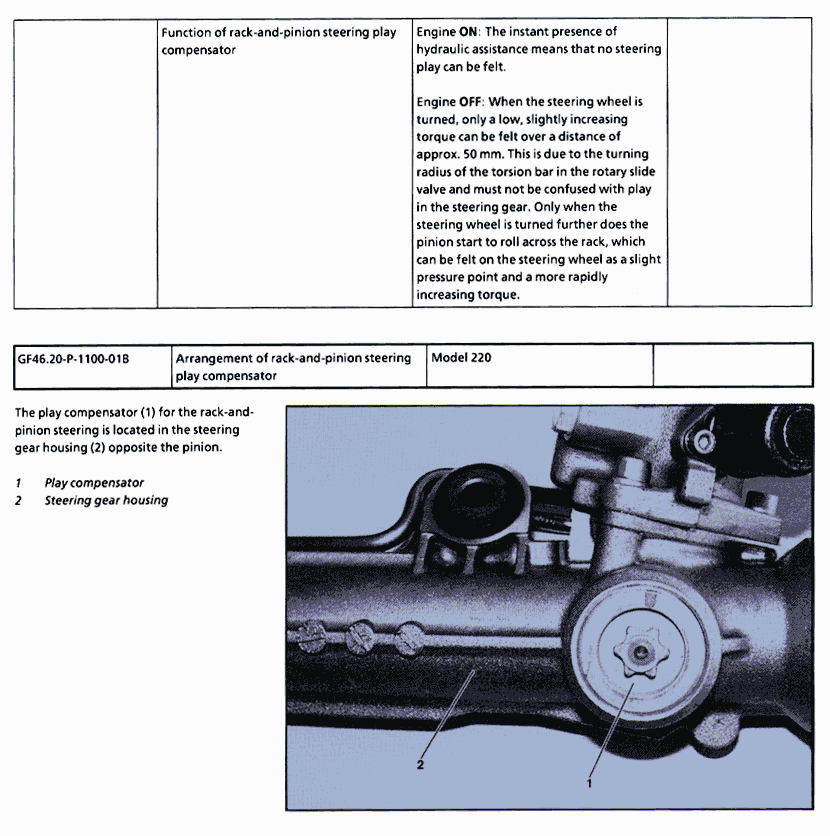 Function of rack-and-pinion steering play
compensator
Engine ON: The instant presence of
hydraulic assistance means that no steering
play can be felt.
Engine OFF: When the steering wheel is
turned, only a low, slightly increasing
torque can be felt over a distance of
approx. 50 mm. This is due to the turning
radius of the torsion bar in the rotary slide
valve and must not be confused with play
in the steering gear. Only when the
steering wheel is turned further does the
pinion start to roll across the rack, which
can be felt on the steering wheel as a slight
pressure point and a more rapidly
increasing torque.
GF46.20-P-1100-01B
Arrangement of rack-and-pinion steering
play compensator
Model 220
The play compensator (1) for the rack-and-
pinion steering is located in the steering
gear housing (2) opposite the pinion.
1 Play compensator
2 Steering gear housing
2
1